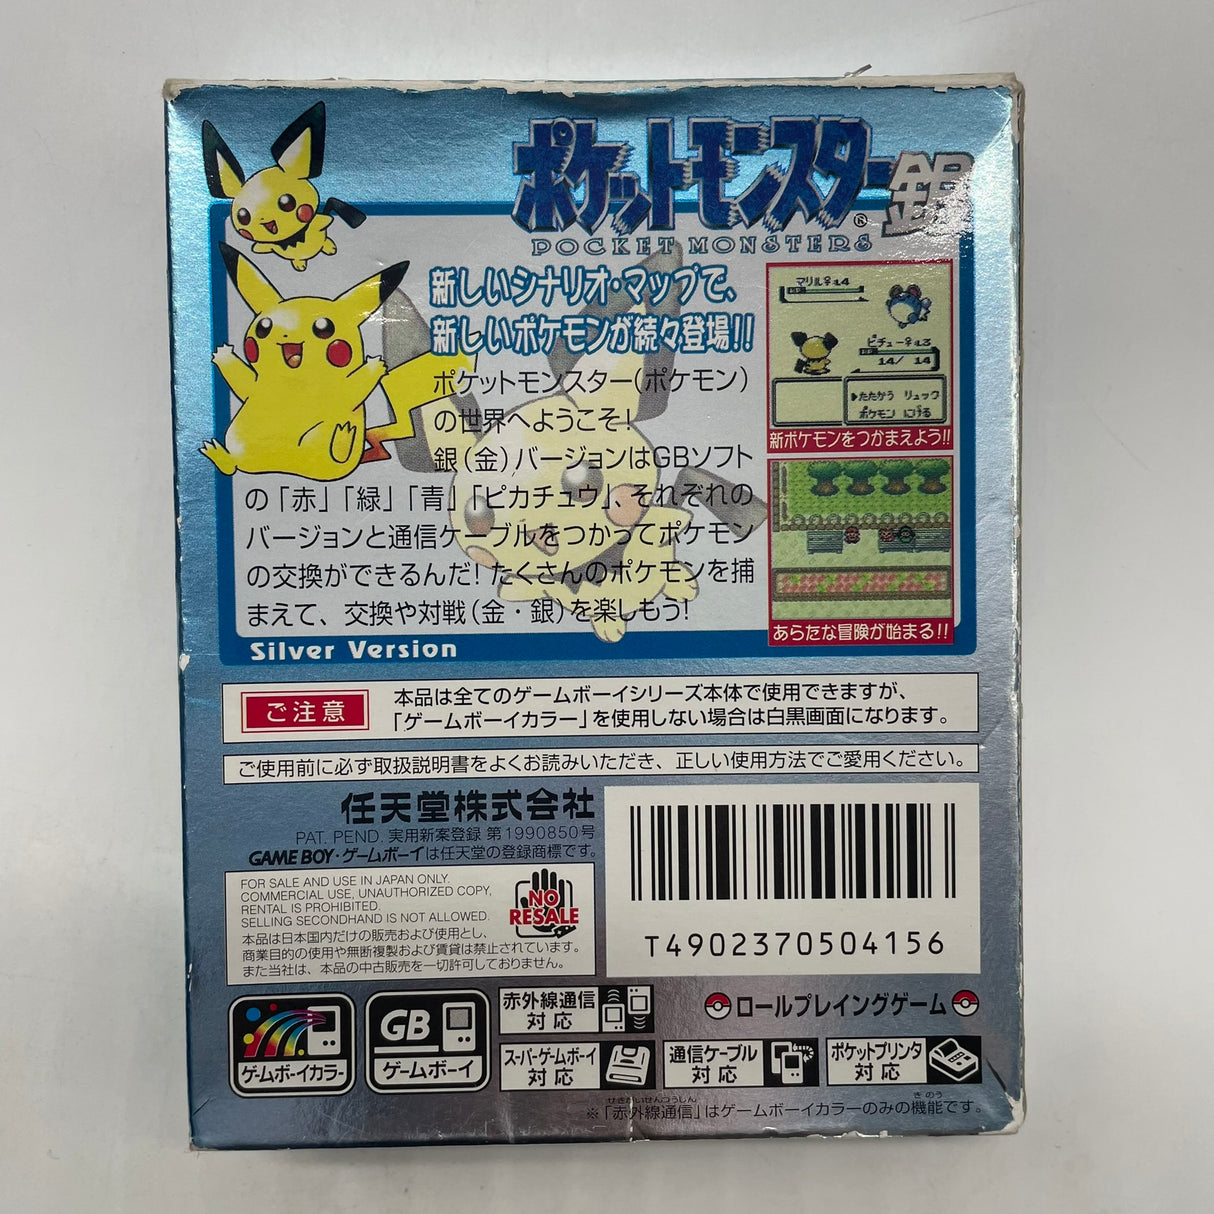 ポケットモンスター銀
®
POCKET MONSTERS
新しいシナリオ・マップで、
新しいポケモンが続々登場!!
ポケットモンスター(ポケモン)
の世界へようこそ!
銀(金)バージョンはGBソフト
の「赤」「緑」「青」「ピカチュウ」、それぞれの
バージョンと通信ケーブルをつかってポケモン
の交換ができるんだ!たくさんのポケモンを捕
まえて、交換や対戦(金・銀)を楽しもう!
Silver Version
マリル♀:L4
HP:
ピチュー♀:L3
HP:
14/ 14
▶たたかう リュック
ポケモン にげる
新ポケモンをつかまえよう!!
あらたな冒険が始まる!!
ご注意
本品は全てのゲームボーイシリーズ本体で使用できますが、
「ゲームボーイカラー」を使用しない場合は白黒画面になります。
ご使用前に必ず取扱説明書をよくお読みいただき、正しい使用方法でご愛用ください。
任天堂株式会社
PAT. PEND. 実用新案登録 第1990850号
GAME BOY・ゲームボーイは任天堂の登録商標です。
FOR SALE AND USE IN JAPAN ONLY.
COMMERCIAL USE, UNAUTHORIZED COPY,
RENTAL IS PROHIBITED.
SELLING SECONDHAND IS NOT ALLOWED.
本品は日本国内だけの販売および使用とし、
商業目的の使用や無断複製および賃貸は禁止されています。
また当社は、本品の中古販売を一切許可しておりません。
NO
RESALE
T4902370504156
ゲームボーイカラー
GB
ゲームボーイ
赤外線通信
対応
ロールプレイングゲーム
スーパーゲームボーイ
対応
通信ケーブル
対応
ポケットプリンタ
対応
せきがいせんつうしん
きのう
※「赤外線通信」はゲームボーイカラーのみの機能です。